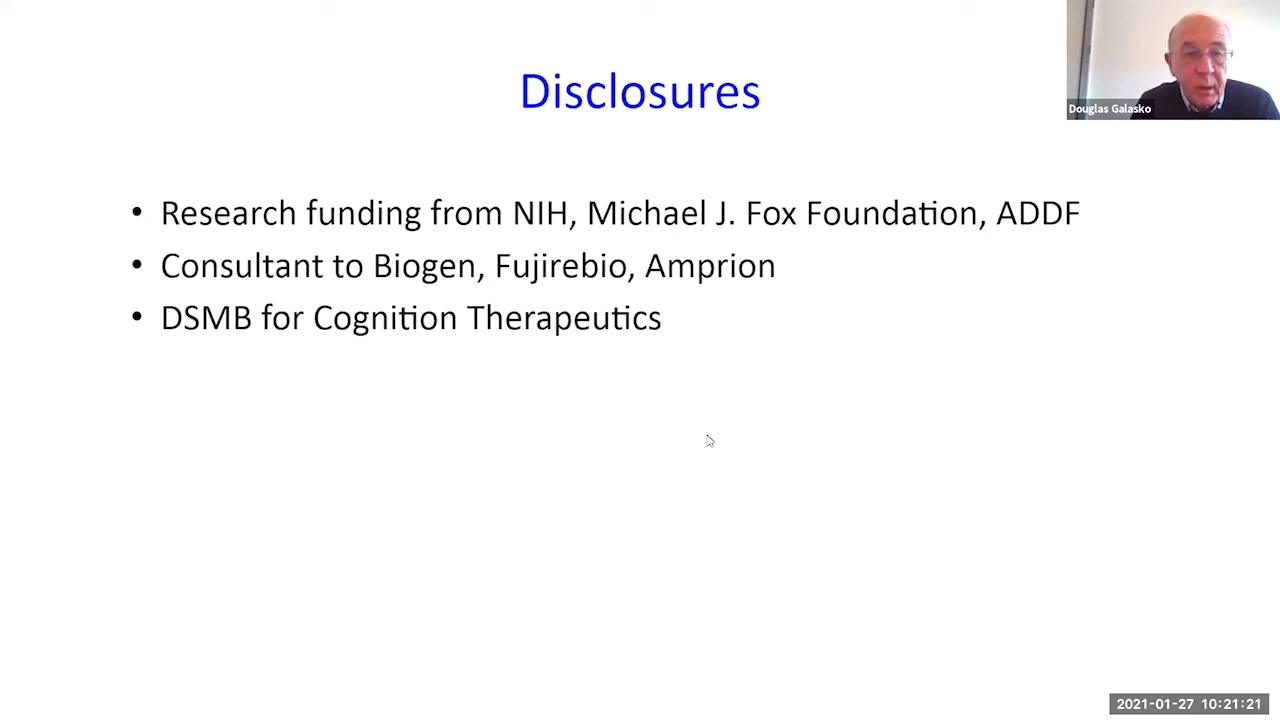 Disclosures
Douglas Galasko
• Research funding from NIH, Michael J. Fox Foundation, ADDF
• Consultant to Biogen, Fujirebio, Amprion
• DSMB for Cognition Therapeutics
2021-01-27 10:21:21